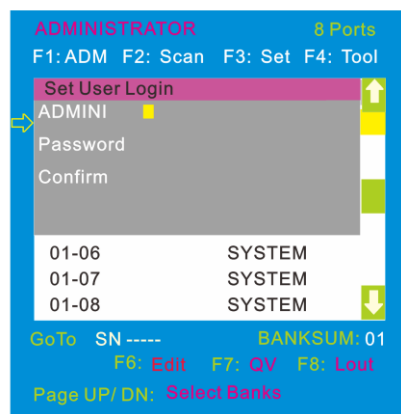 ADMINISTRATOR 8 Ports
F1: ADM F2: Scan F3: Set F4: Tool
Set User Login
ADMINI
Password
Confirm
01-06 SYSTEM
01-07 SYSTEM
01-08 SYSTEM
GoTo SN ----- BANKSUM: 01
F6: Edit F7: QV F8: Lout
Page UP/ DN: Select Banks